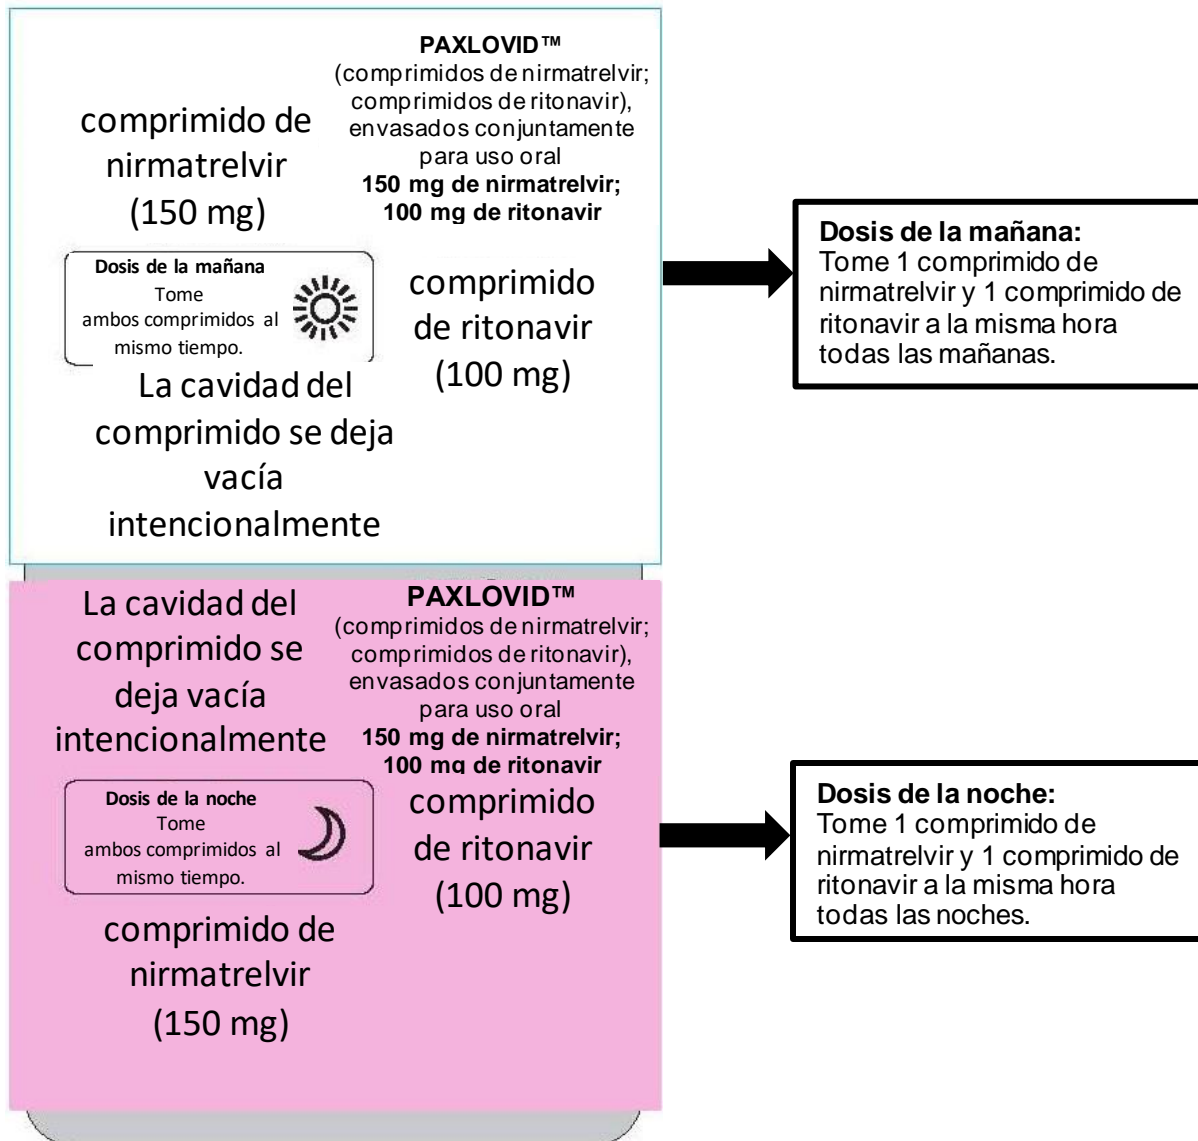 PAXLOVID™
(comprimidos de nirmatrelvir;
comprimidos de ritonavir),
envasados conjuntamente
para uso oral
150 mg de nirmatrelvir;
100 mg de ritonavir
comprimido de
nirmatrelvir
(150 mg)
Dosis de la mañana
Tome
ambos comprimidos al
mismo tiempo.
comprimido
de ritonavir
(100 mg)
La cavidad del
comprimido se deja
vacía
intencionalmente
Dosis de la mañana:
Tome 1 comprimido de
nirmatrelvir y 1 comprimido de
ritonavir a la misma hora
todas las mañanas.
La cavidad del
comprimido se
deja vacía
intencionalmente
PAXLOVID™
(comprimidos de nirmatrelvir;
comprimidos de ritonavir),
envasados conjuntamente
para uso oral
150 mg de nirmatrelvir;
100 mg de ritonavir
Dosis de la noche
Tome
ambos comprimidos al
mismo tiempo.
comprimido
de ritonavir
(100 mg)
comprimido de
nirmatrelvir
(150 mg)
Dosis de la noche:
Tome 1 comprimido de
nirmatrelvir y 1 comprimido de
ritonavir a la misma hora
todas las noches.